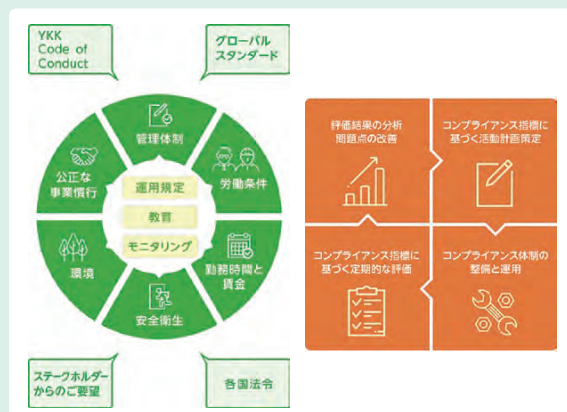 YKK
Code of
Conduct
グローバル
スタンダード
管理体制
公正な
事業慣行
労働条件
運用規定
教育
モニタリング
環境
勤務時間と
賃金
安全衛生
ステークホルダー
からのご要望
各国法令
評価結果の分析
問題点の改善
コンプライアンス指標に
基づく活動計画策定
コンプライアンス指標に
基づく定期的な評価
コンプライアンス体制の
整備と運用